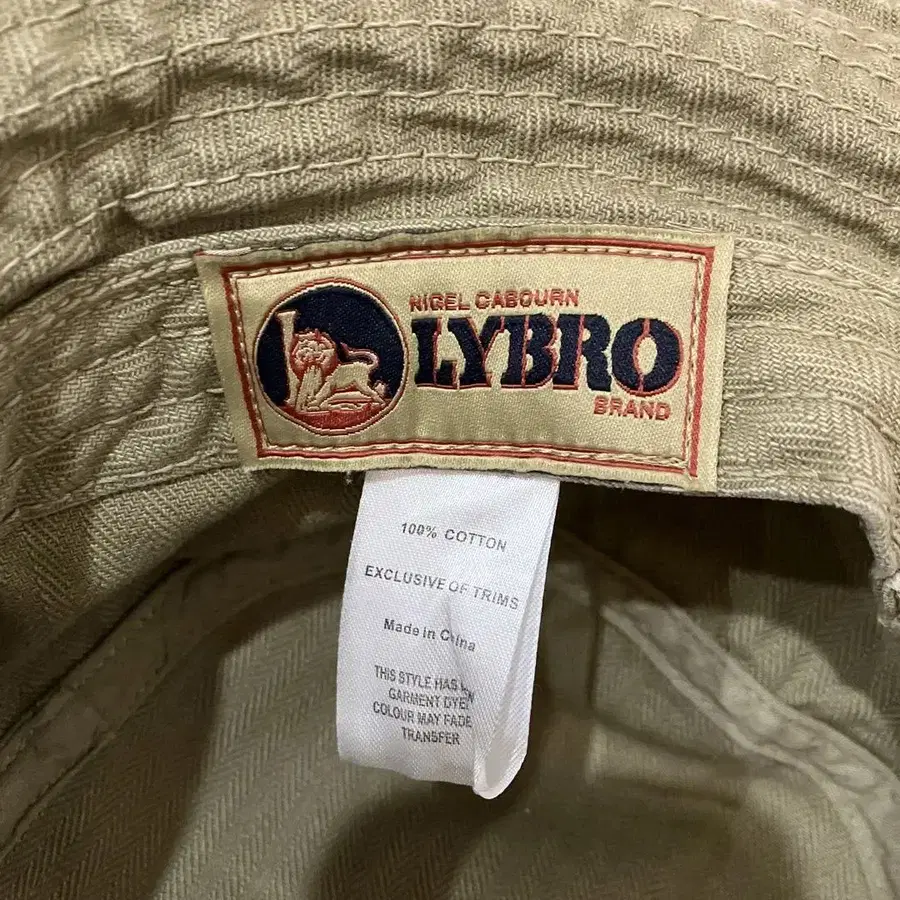 NIGEL CABOURN
LYBRO
BRAND
100% COTTON
EXCLUSIVE OF TRIMS
Made in China
THIS STYLE HAS
GARMENT DYE
COLOUR MAY FADE
TRANSFER